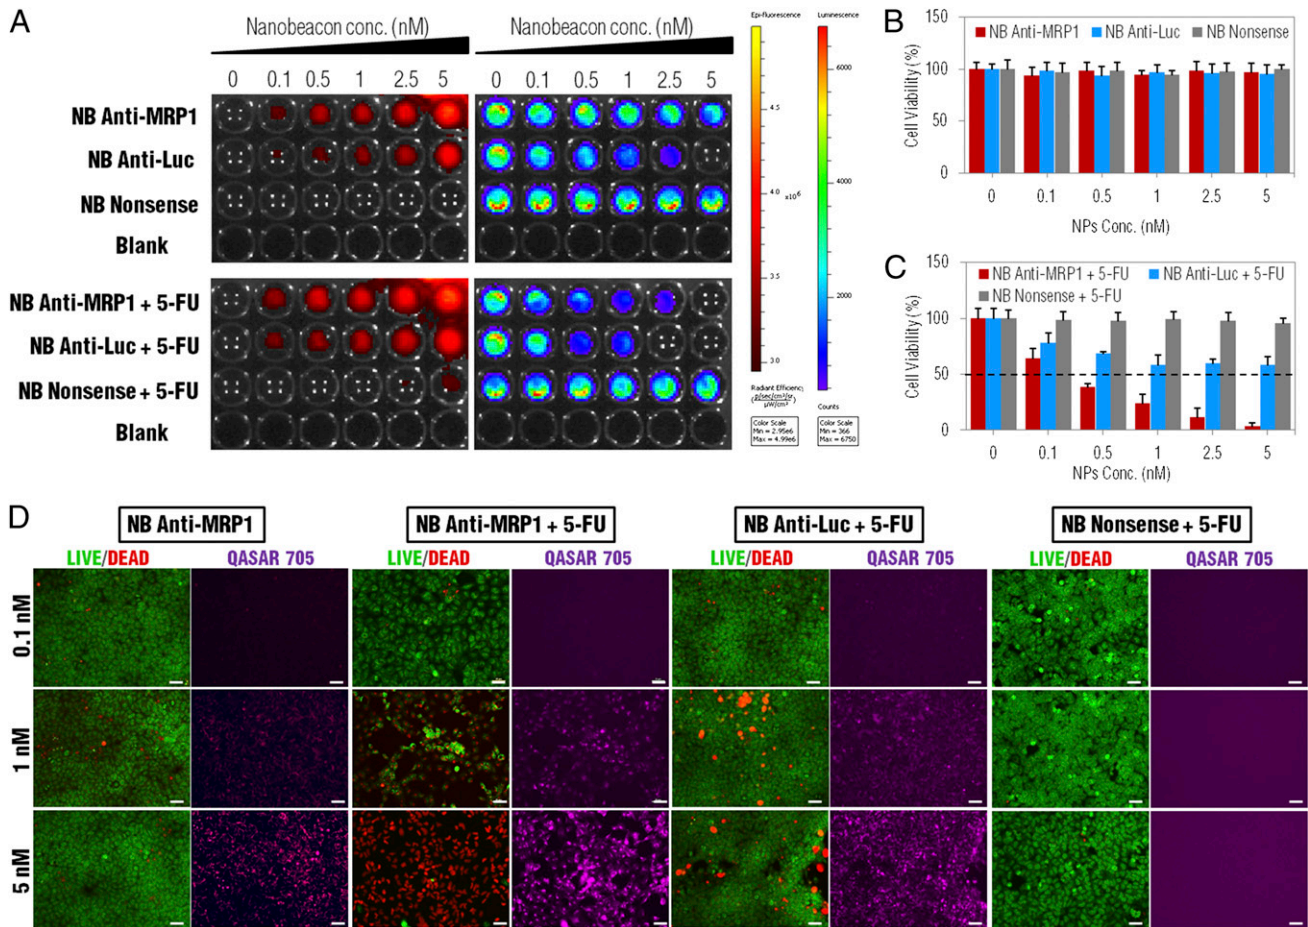 A
Nanobeacon conc. (nM)
Nanobeacon conc. (nM)
0 0.1 0.5 1 2.5 5
0 0.1 0.5 1 2.5 5
NB Anti-MRP1
NB Anti-Luc
NB Nonsense
Blank
NB Anti-MRP1 + 5-FU
NB Anti-Luc + 5-FU
NB Nonsense + 5-FU
Blank
Epi-fluorescence
4.5
4.0
x10⁶
3.5
3.0
Radiant Efficiency
(p/sec/cm²/sr / µW/cm²)
Color Scale
Min = 2.95e6
Max = 4.99e6
Luminescence
6000
4000
2000
Counts
Color Scale
Min = 366
Max = 6750
B
NB Anti-MRP1 NB Anti-Luc NB Nonsense
Cell Viability (%)
150
100
50
0
0 0.1 0.5 1 2.5 5
NPs Conc. (nM)
C
NB Anti-MRP1 + 5-FU NB Anti-Luc + 5-FU
NB Nonsense + 5-FU
Cell Viability (%)
150
100
50
0
0 0.1 0.5 1 2.5 5
NPs Conc. (nM)
D
NB Anti-MRP1
NB Anti-MRP1 + 5-FU
NB Anti-Luc + 5-FU
NB Nonsense + 5-FU
LIVE/DEAD QASAR 705 LIVE/DEAD QASAR 705 LIVE/DEAD QASAR 705 LIVE/DEAD QASAR 705
0.1 nM
1 nM
5 nM